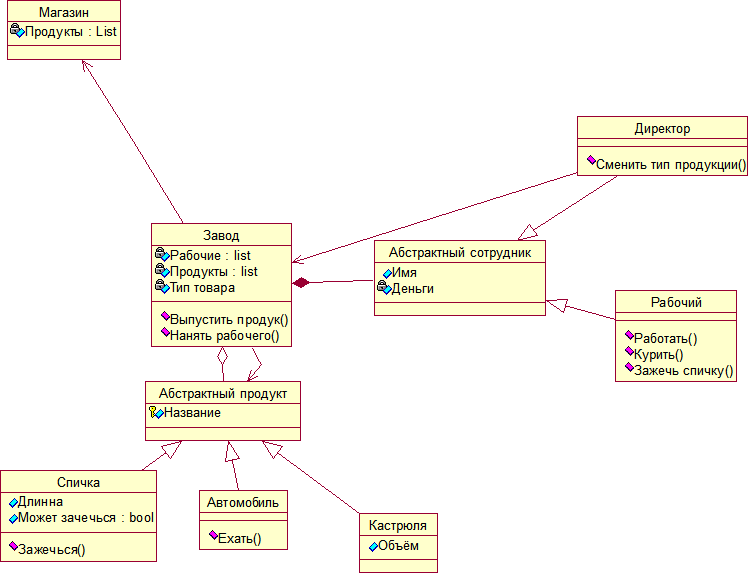 Магазин
Продукты : List
Директор
Сменить тип продукции()
Завод
Рабочие : list
Продукты : list
Тип товара
Выпустить продук()
Нанять рабочего()
Абстрактный сотрудник
Имя
Деньги
Рабочий
Работать()
Курить()
Зажечь спичку()
Абстрактный продукт
Название
Спичка
Длинна
Может зачечься : bool
Зажечься()
Автомобиль
Ехать()
Кастрюля
Объём